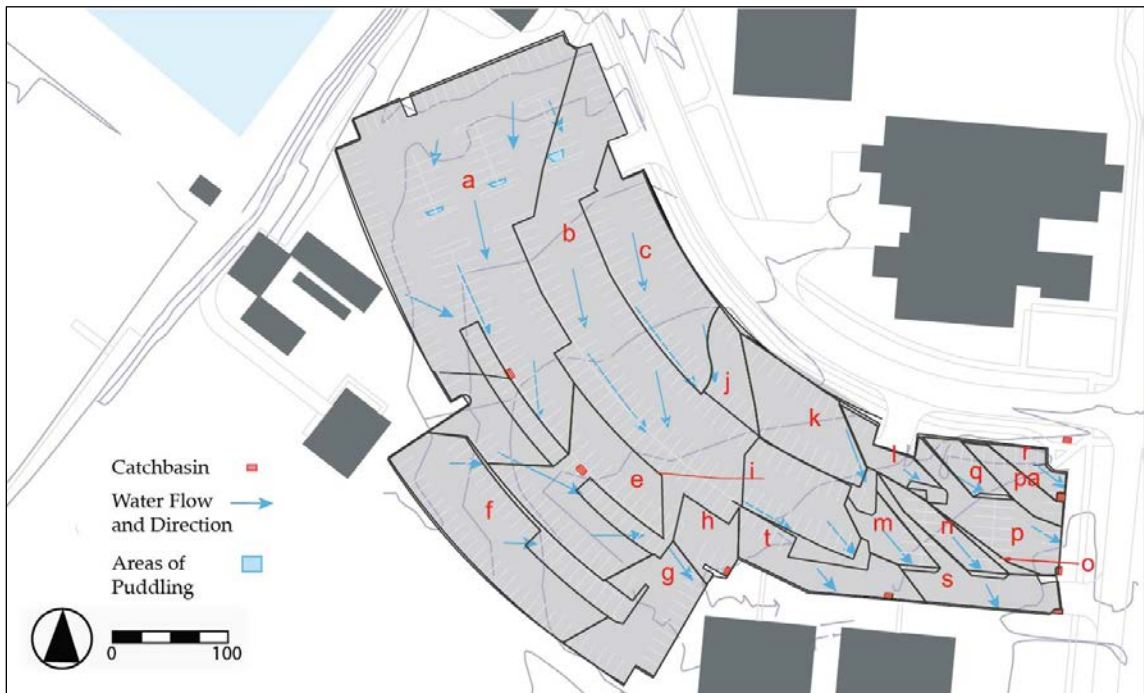 a
b
c
j
k
l
q
r
pa
i
e
f
h
g
t
m
n
p
o
s
Catchbasin
Water Flow
and Direction
Areas of
Puddling
0 100